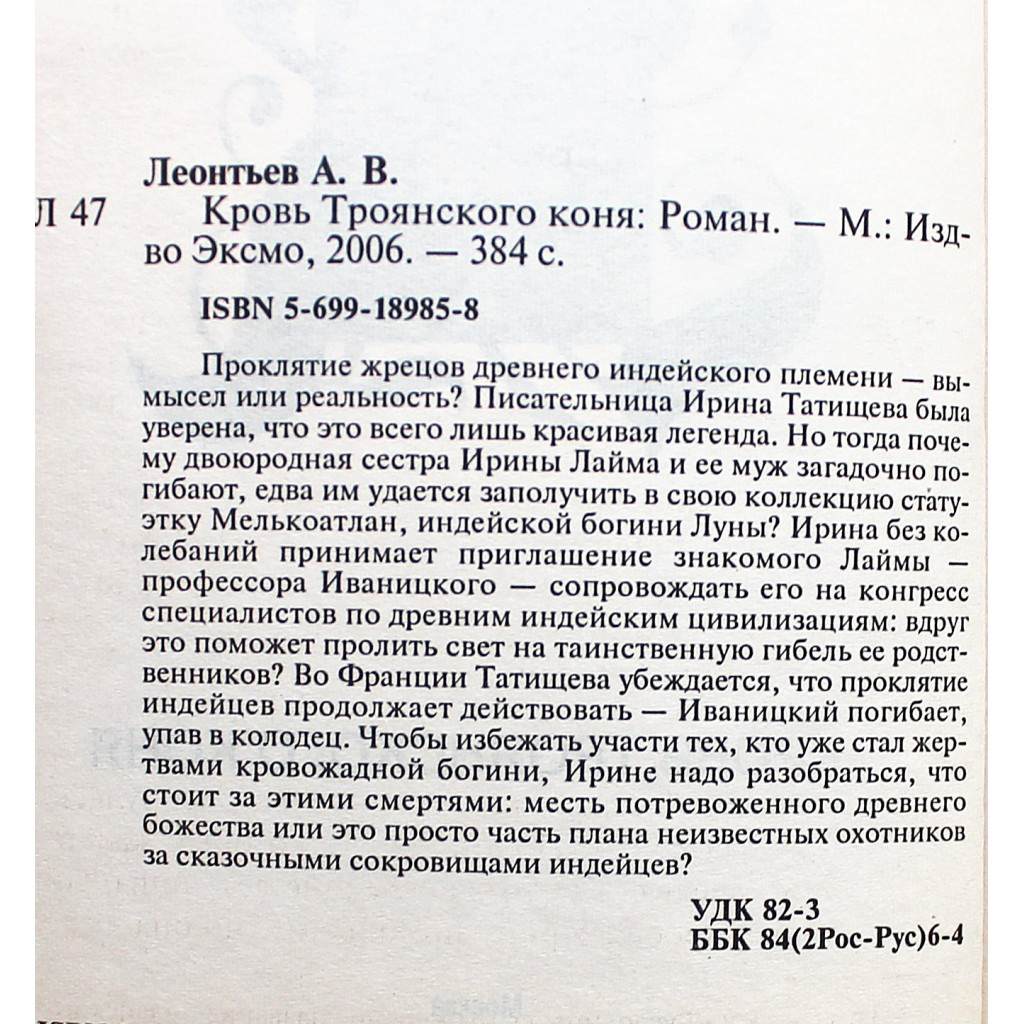 Леонтьев А. В.
Л 47 Кровь Троянского коня: Роман. — М.: Изд-
во Эксмо, 2006. — 384 с.
ISBN 5-699-18985-8
Проклятие жрецов древнего индейского племени — вы-
мысел или реальность? Писательница Ирина Татищева была
уверена, что это всего лишь красивая легенда. Но тогда поче-
му двоюродная сестра Ирины Лайма и ее муж загадочно по-
гибают, едва им удается заполучить в свою коллекцию стату-
этку Мелькоатлан, индейской богини Луны? Ирина без ко-
лебаний принимает приглашение знакомого Лаймы —
профессора Иваницкого — сопровождать его на конгресс
специалистов по древним индейским цивилизациям: вдруг
это поможет пролить свет на таинственную гибель ее родст-
венников? Во Франции Татищева убеждается, что проклятие
индейцев продолжает действовать — Иваницкий погибает,
упав в колодец. Чтобы избежать участи тех, кто уже стал жер-
твами кровожадной богини, Ирине надо разобраться, что
стоит за этими смертями: месть потревоженного древнего
божества или это просто часть плана неизвестных охотников
за сказочными сокровищами индейцев?
УДК 82-3
ББК 84(2Рос-Рус)6-4